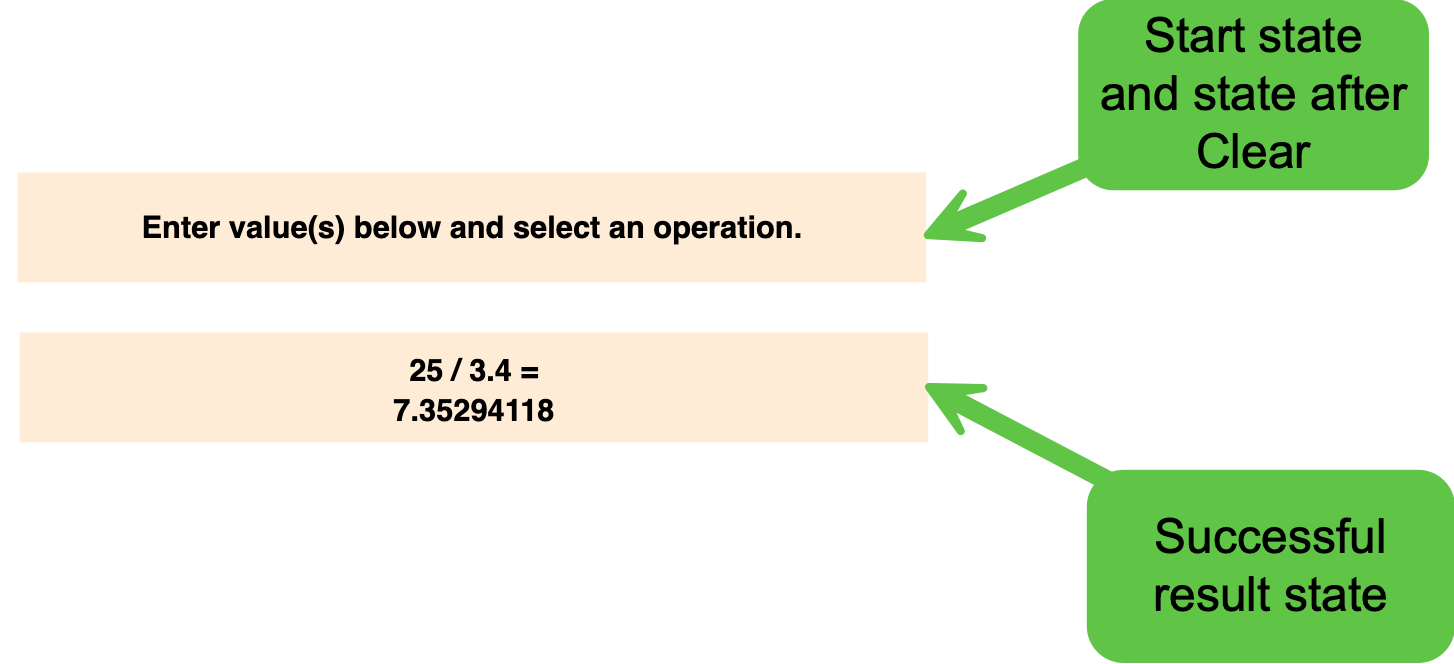 Start state
and state after
Clear
Enter value(s) below and select an operation.
25 / 3.4 =
7.35294118
Successful
result state